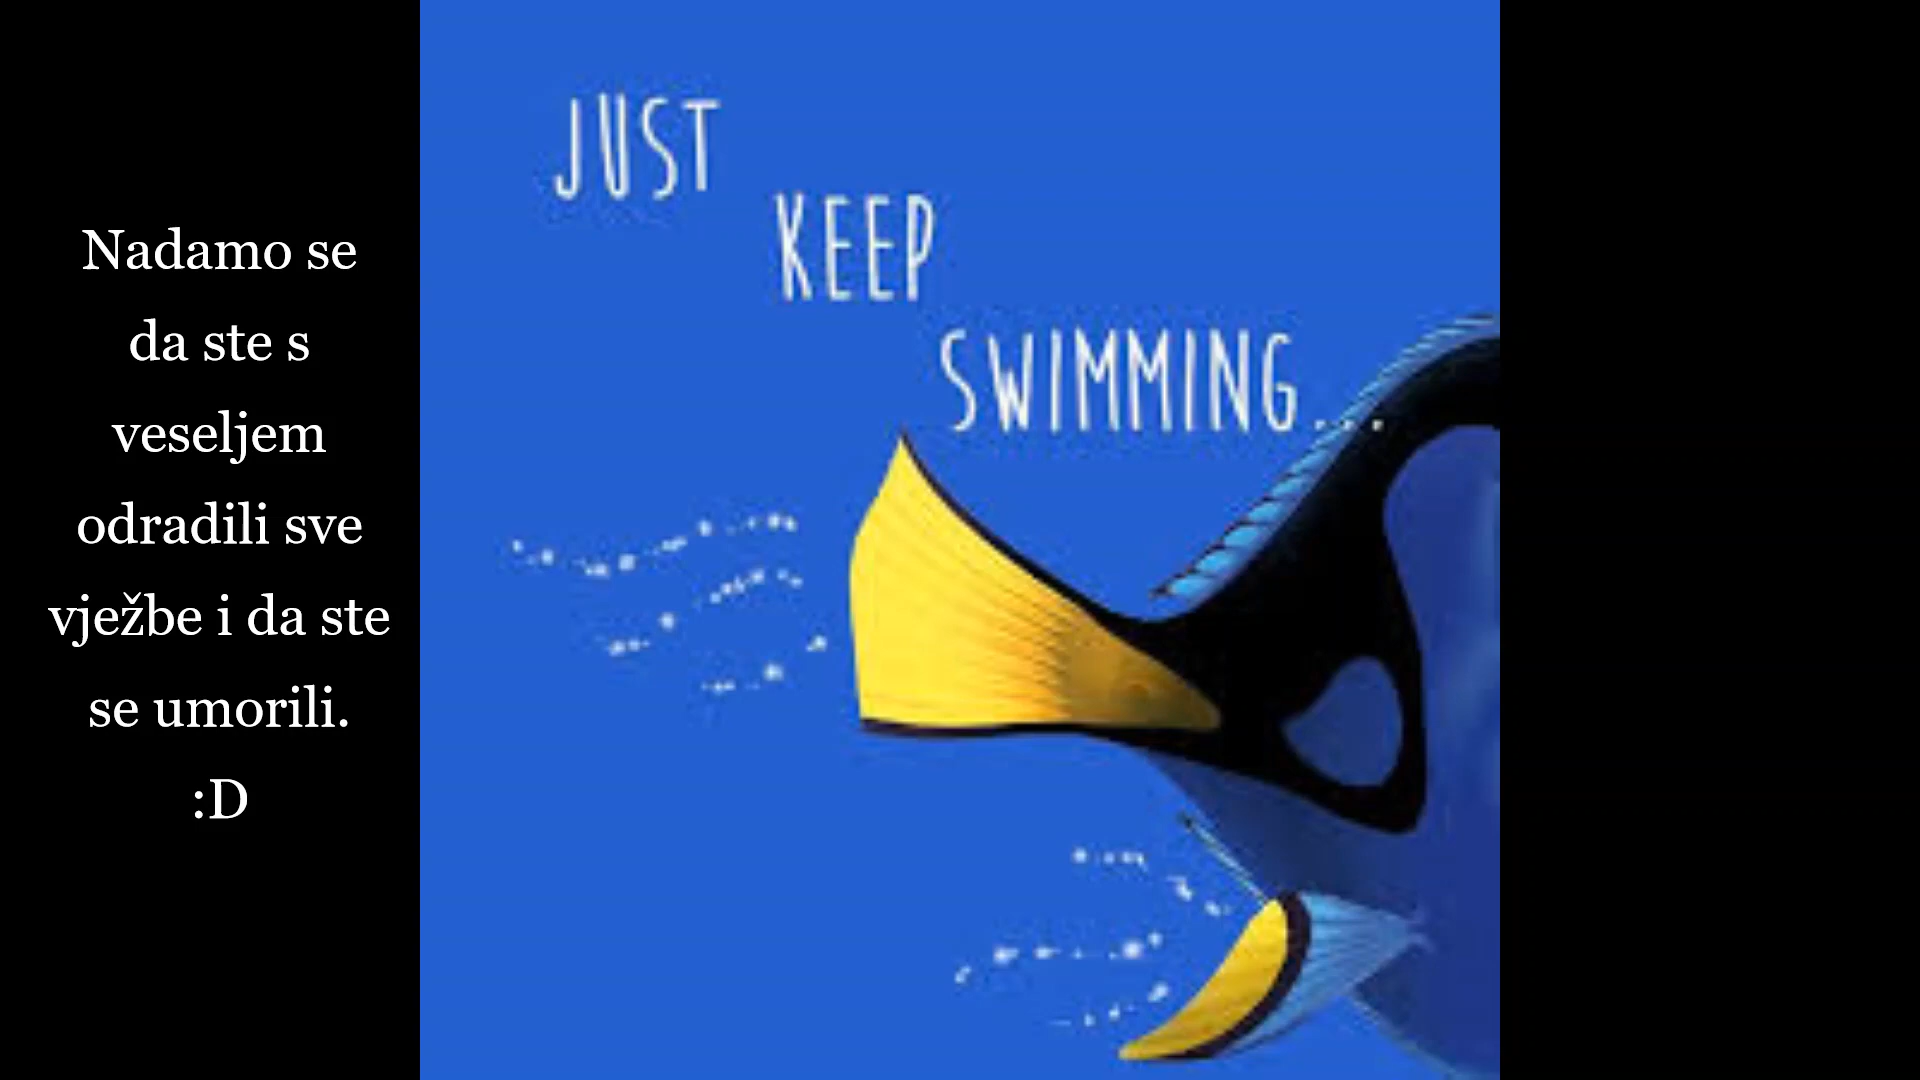 Nadamo se
da ste s
veseljem
odradili sve
vježbe i da ste
se umorili.
:D
JUST
KEEP
SWIMMING...